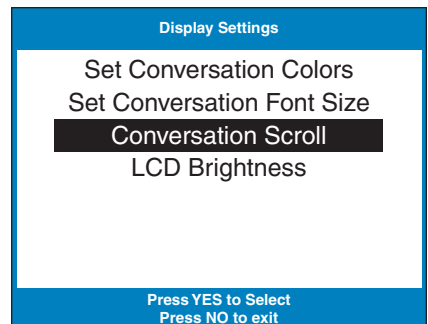 Display Settings
Set Conversation Colors
Set Conversation Font Size
Conversation Scroll
LCD Brightness
Press YES to Select
Press NO to exit